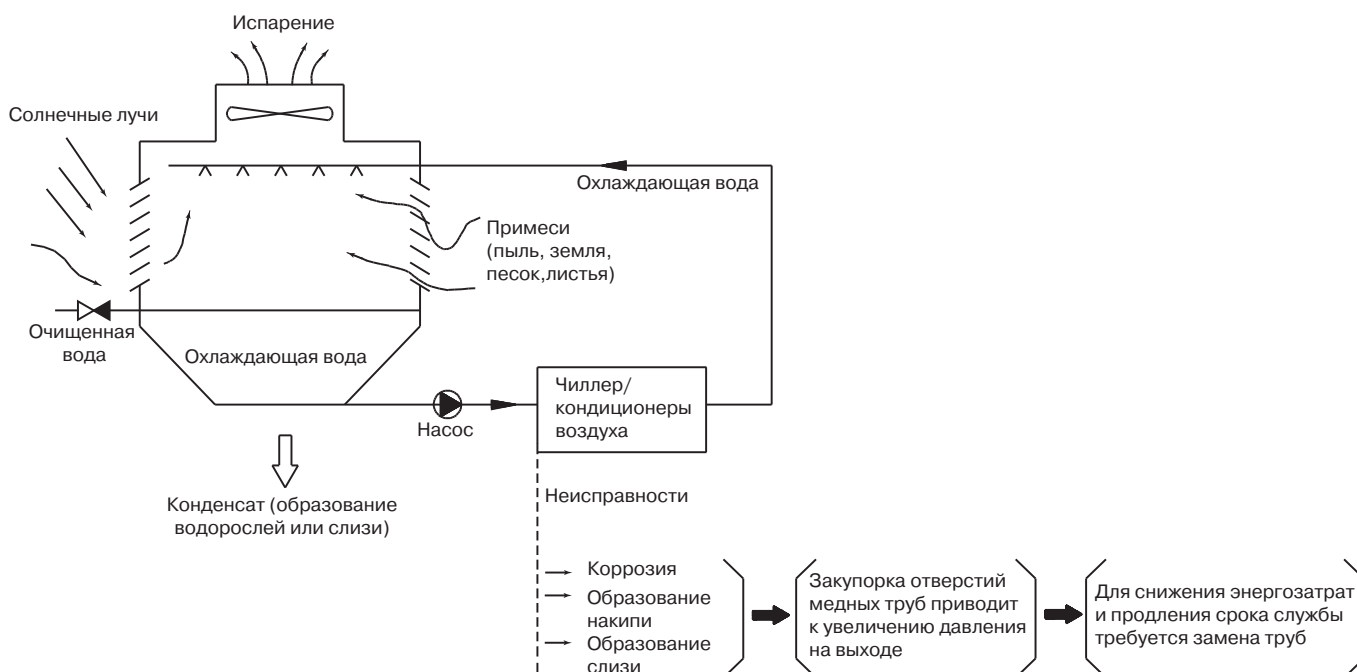 Испарение
Солнечные лучи
Охлаждающая вода
Примеси
(пыль, земля,
песок,листья)
Очищенная
вода
Охлаждающая вода
Насос
Чиллер/
кондиционеры
воздуха
Конденсат (образование
водорослей или слизи)
Неисправности
Коррозия
Образование
накипи
Образование
слизи
Закупорка отверстий
медных труб приводит
к увеличению давления
на выходе
Для снижения энергозатрат
и продления срока службы
требуется замена труб